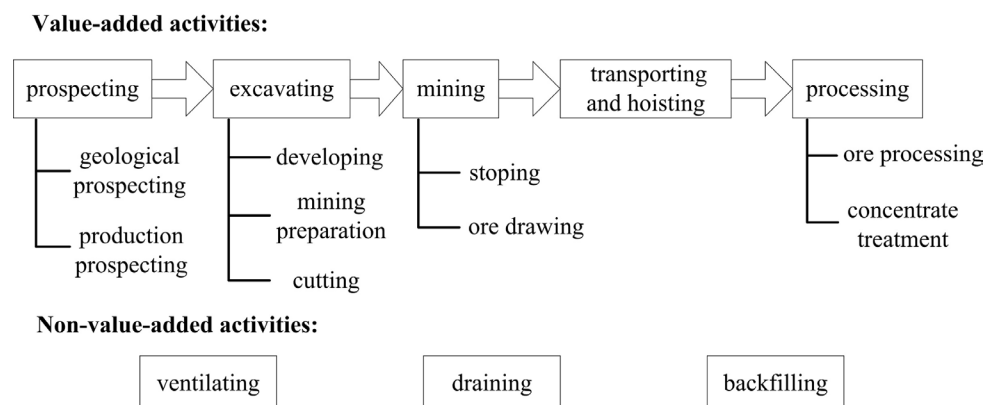 Value-added activities:
prospecting
excavating
mining
transporting
and hoisting
processing
geological
prospecting
production
prospecting
developing
mining
preparation
cutting
stoping
ore drawing
ore processing
concentrate
treatment
Non-value-added activities:
ventilating
draining
backfilling